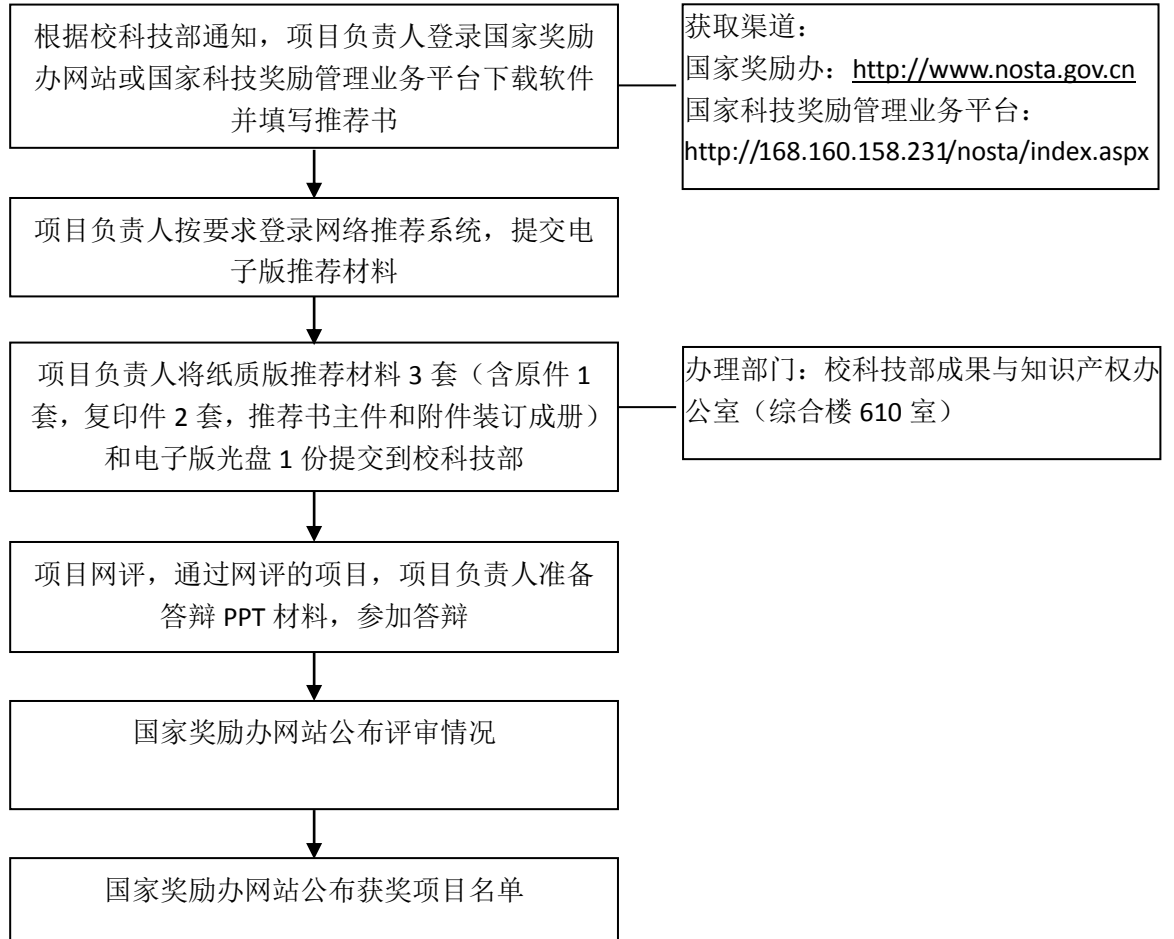 根据校科技部通知，项目负责人登录国家奖励
办网站或国家科技奖励管理业务平台下载软件
并填写推荐书
获取渠道：
国家奖励办：http://www.nosta.gov.cn
国家科技奖励管理业务平台：
http://168.160.158.231/nosta/index.aspx
项目负责人按要求登录网络推荐系统，提交电
子版推荐材料
项目负责人将纸质版推荐材料 3 套（含原件 1
套，复印件 2 套，推荐书主件和附件装订成册）
和电子版光盘 1 份提交到校科技部
办理部门：校科技部成果与知识产权办
公室（综合楼 610 室）
项目网评，通过网评的项目，项目负责人准备
答辩 PPT 材料，参加答辩
国家奖励办网站公布评审情况
国家奖励办网站公布获奖项目名单